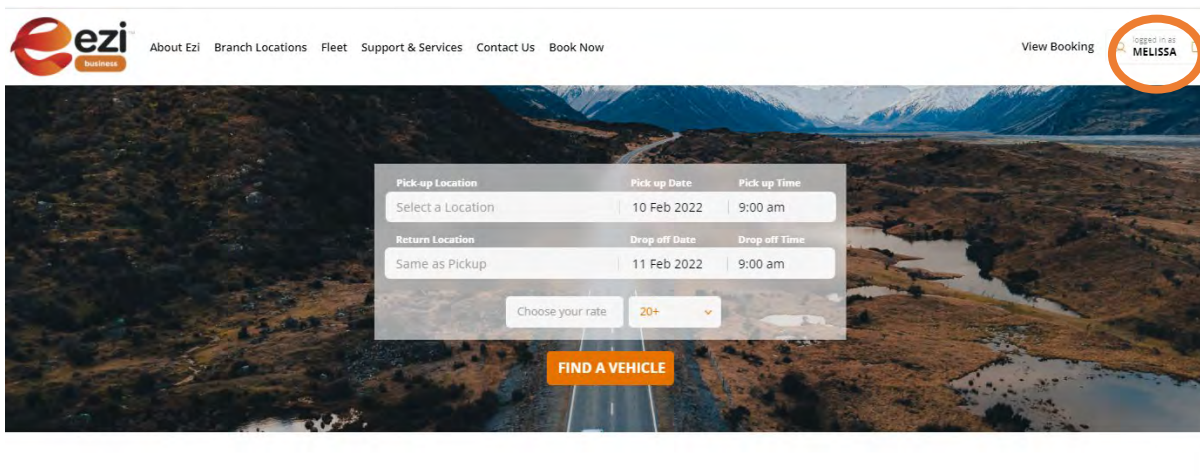 ezi
business
About Ezi Branch Locations Fleet Support & Services Contact Us Book Now
View Booking
logged in as
MELISSA
Pick-up Location Pick up Date Pick up Time
Select a Location 10 Feb 2022 9:00 am
Return Location Drop off Date Drop off Time
Same as Pickup 11 Feb 2022 9:00 am
Choose your rate 20+
FIND A VEHICLE